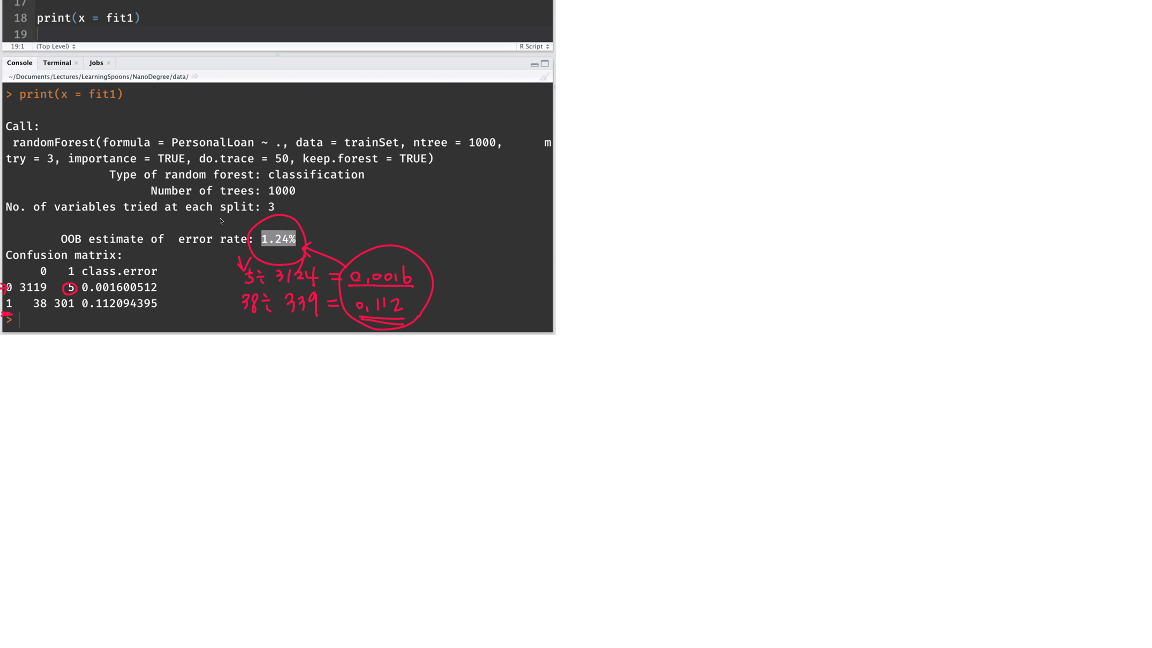 17
18 print(x = fit1)
19
19:1 (Top Level) R Script
Console Terminal × Jobs ×
~/Documents/Lectures/LearningSpoons/NanoDegree/data/
> print(x = fit1)
Call:
randomForest(formula = PersonalLoan ~ ., data = trainSet, ntree = 1000, m
try = 3, importance = TRUE, do.trace = 50, keep.forest = TRUE)
Type of random forest: classification
Number of trees: 1000
No. of variables tried at each split: 3
OOB estimate of error rate: 1.24%
Confusion matrix:
0 1 class.error
0 3119 5 0.001600512
1 38 301 0.112094395
>
5÷ 3124 = 0.0016
38÷ 339 = 0.112